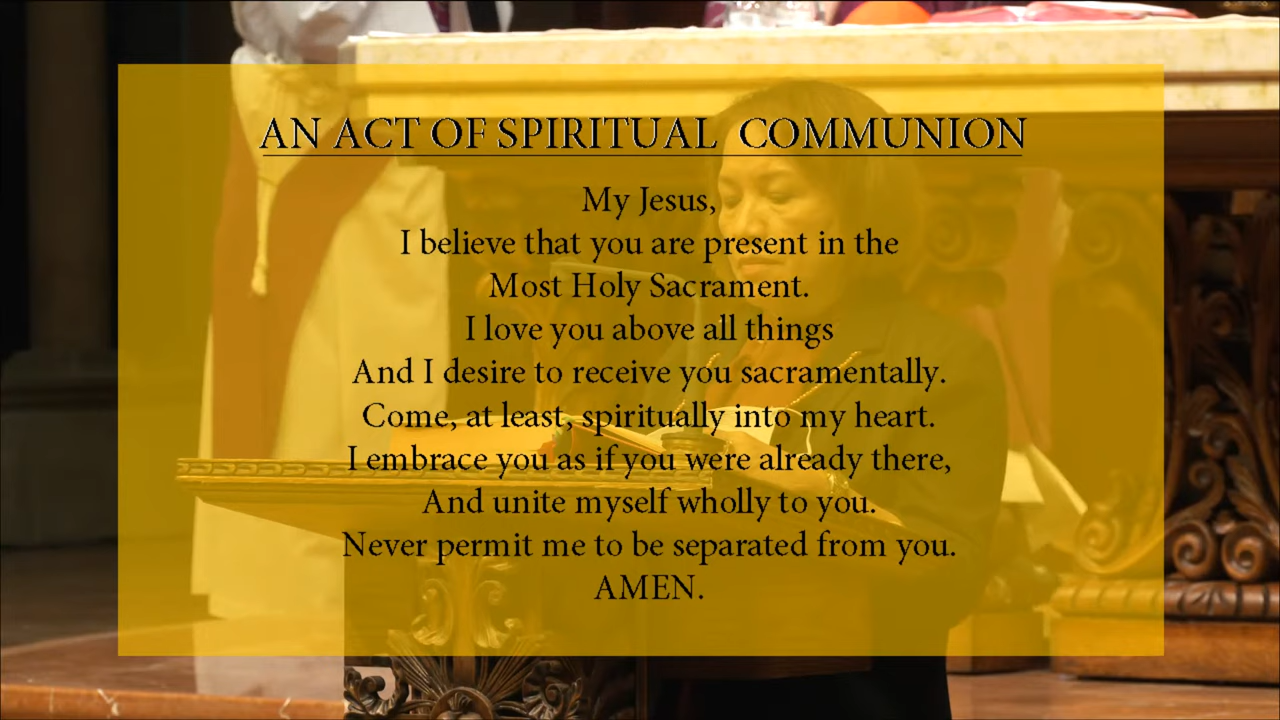 AN ACT OF SPIRITUAL COMMUNION
My Jesus,
I believe that you are present in the
Most Holy Sacrament.
I love you above all things
And I desire to receive you sacramentally.
Come, at least, spiritually into my heart.
I embrace you as if you were already there,
And unite myself wholly to you.
Never permit me to be separated from you.
AMEN.